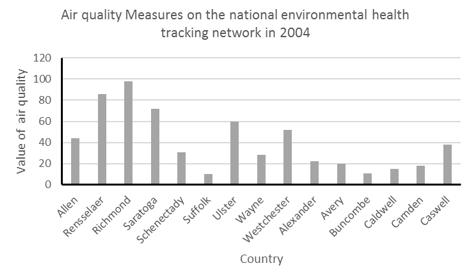 Air quality Measures on the national environmental health
tracking network in 2004
Value of air quality
120
100
80
60
40
20
0
Allen
Rensselaer
Richmond
Saratoga
Schenectady
Suffolk
Ulster
Wayne
Westchester
Alexander
Avery
Buncombe
Caldwell
Camden
Caswell
Country